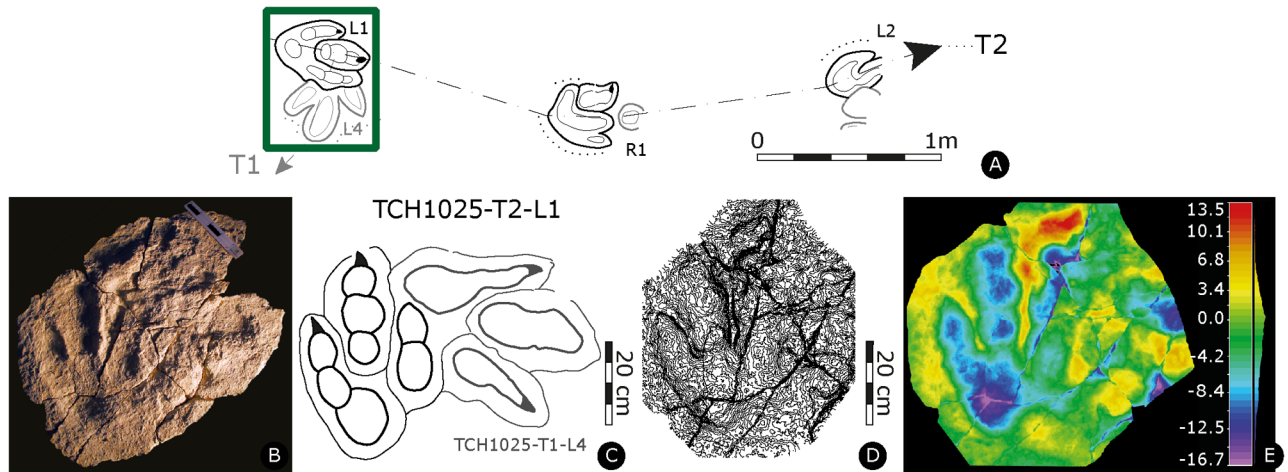 L1
L2
T2
L4
T1
R1
0 1m
A
TCH1025-T2-L1
20 cm
TCH1025-T1-L4
20 cm
B
C
D
E
13.5
10.1
6.8
3.4
0.0
-4.2
-8.4
-12.5
-16.7